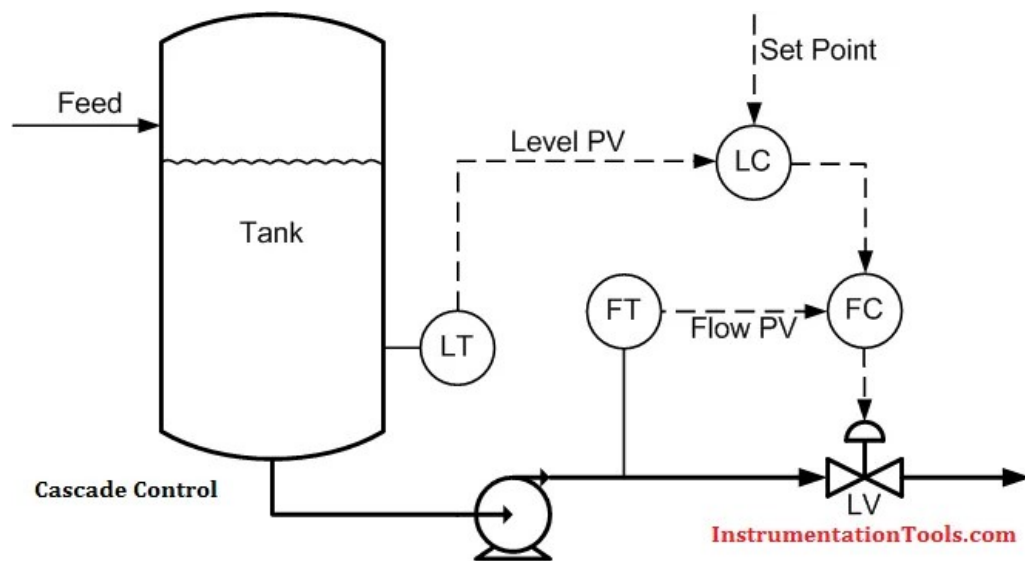 Set Point
Feed
Level PV
LC
Tank
FT
Flow PV
FC
LT
Cascade Control
LV
InstrumentationTools.com